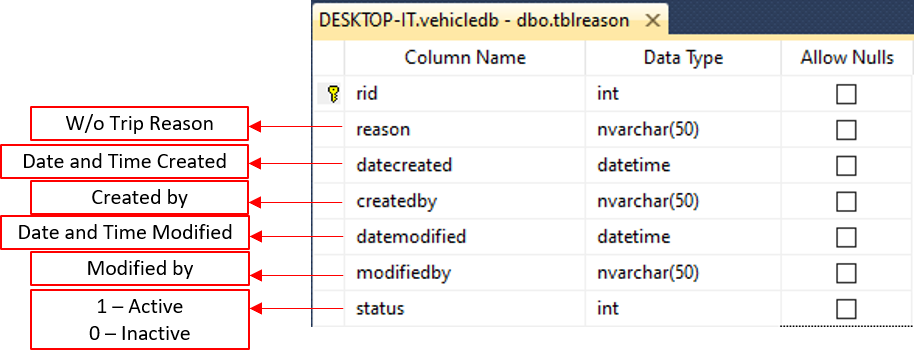 DESKTOP-IT.vehicledb - dbo.tblreason
Column Name Data Type Allow Nulls
rid int
W/o Trip Reason reason nvarchar(50)
Date and Time Created datecreated datetime
Created by createdby nvarchar(50)
Date and Time Modified datemodified datetime
Modified by modifiedby nvarchar(50)
1 – Active status int
0 – Inactive